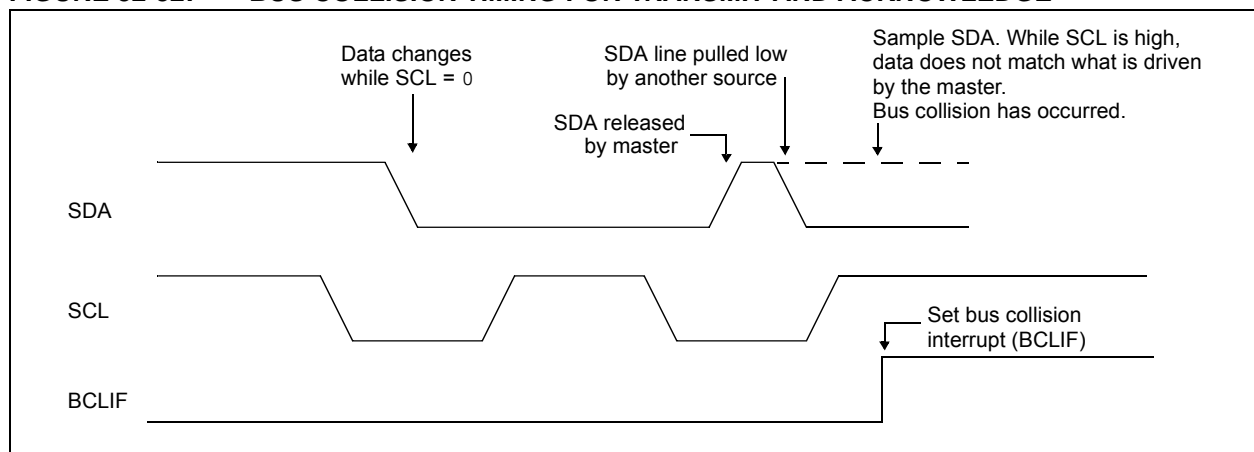 Data changes
while SCL = 0
SDA line pulled low
by another source
SDA released
by master
Sample SDA. While SCL is high,
data does not match what is driven
by the master.
Bus collision has occurred.
SDA
SCL
Set bus collision
interrupt (BCLIF)
BCLIF